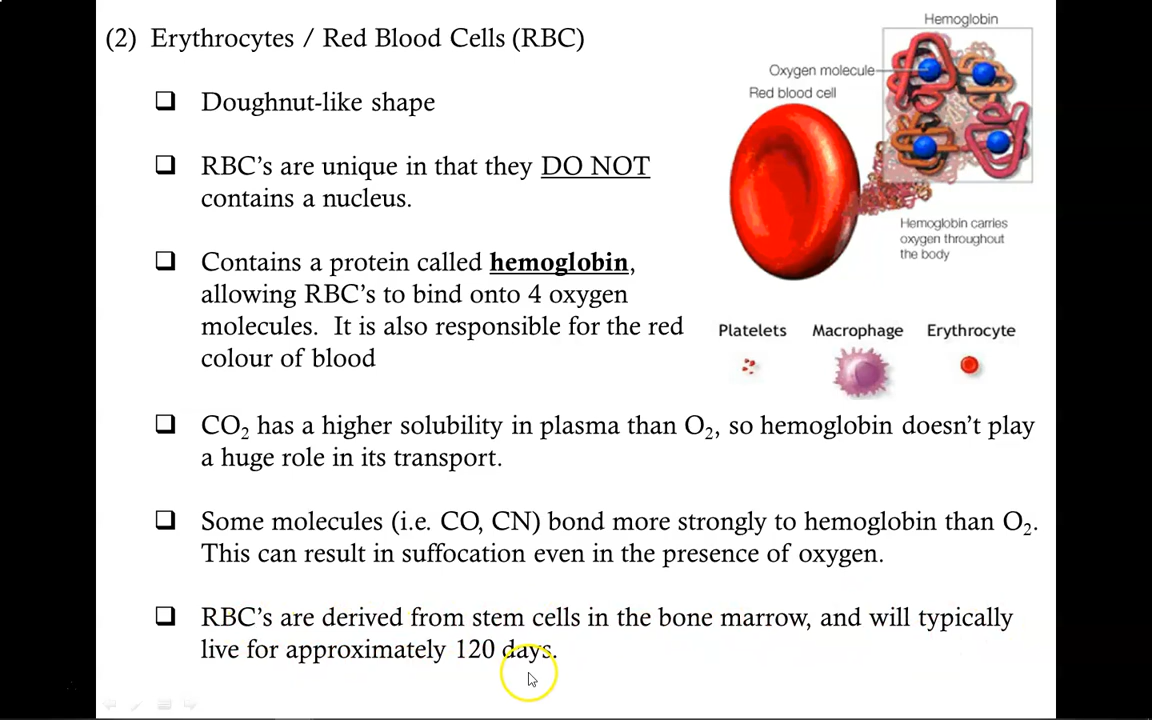 (2) Erythrocytes / Red Blood Cells (RBC)
Doughnut-like shape
RBC's are unique in that they DO NOT
contains a nucleus.
Contains a protein called hemoglobin,
allowing RBC's to bind onto 4 oxygen
molecules. It is also responsible for the red
colour of blood
Hemoglobin
Oxygen molecule
Red blood cell
Hemoglobin carries
oxygen throughout
the body
Platelets Macrophage Erythrocyte
CO₂ has a higher solubility in plasma than O₂, so hemoglobin doesn't play
a huge role in its transport.
Some molecules (i.e. CO, CN) bond more strongly to hemoglobin than O₂.
This can result in suffocation even in the presence of oxygen.
RBC's are derived from stem cells in the bone marrow, and will typically
live for approximately 120 days.